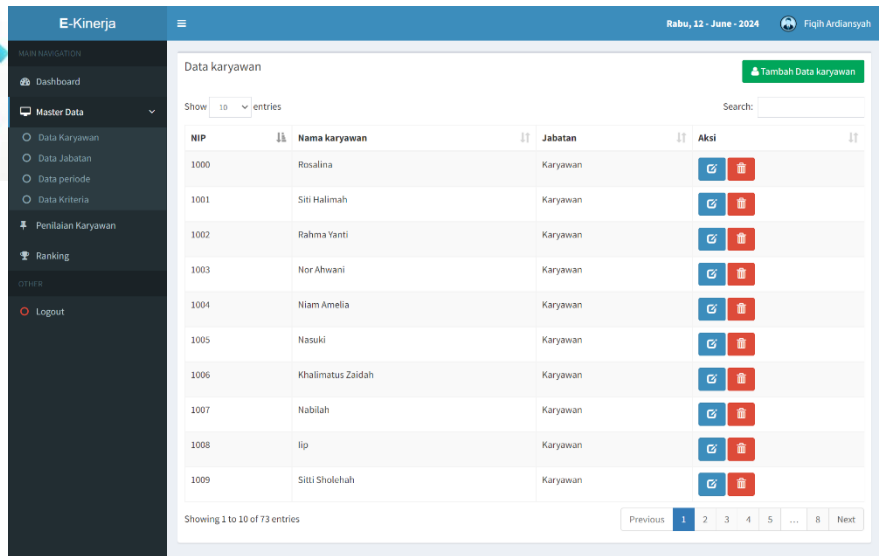 E-Kinerja
Rabu, 12 - June - 2024
Fiqih Ardiansyah
MAIN NAVIGATION
Dashboard
Master Data
Data Karyawan
Data Jabatan
Data periode
Data Kriteria
Penilaian Karyawan
Ranking
OTHER
Logout
Data karyawan
Tambah Data karyawan
Show 10 entries
Search:
NIP Nama karyawan Jabatan Aksi
1000 Rosalina Karyawan
1001 Siti Halimah Karyawan
1002 Rahma Yanti Karyawan
1003 Nor Ahwani Karyawan
1004 Niam Amelia Karyawan
1005 Nasuki Karyawan
1006 Khalimatus Zaidah Karyawan
1007 Nabilah Karyawan
1008 Iip Karyawan
1009 Sitti Sholehah Karyawan
Showing 1 to 10 of 73 entries
Previous 1 2 3 4 5 ... 8 Next